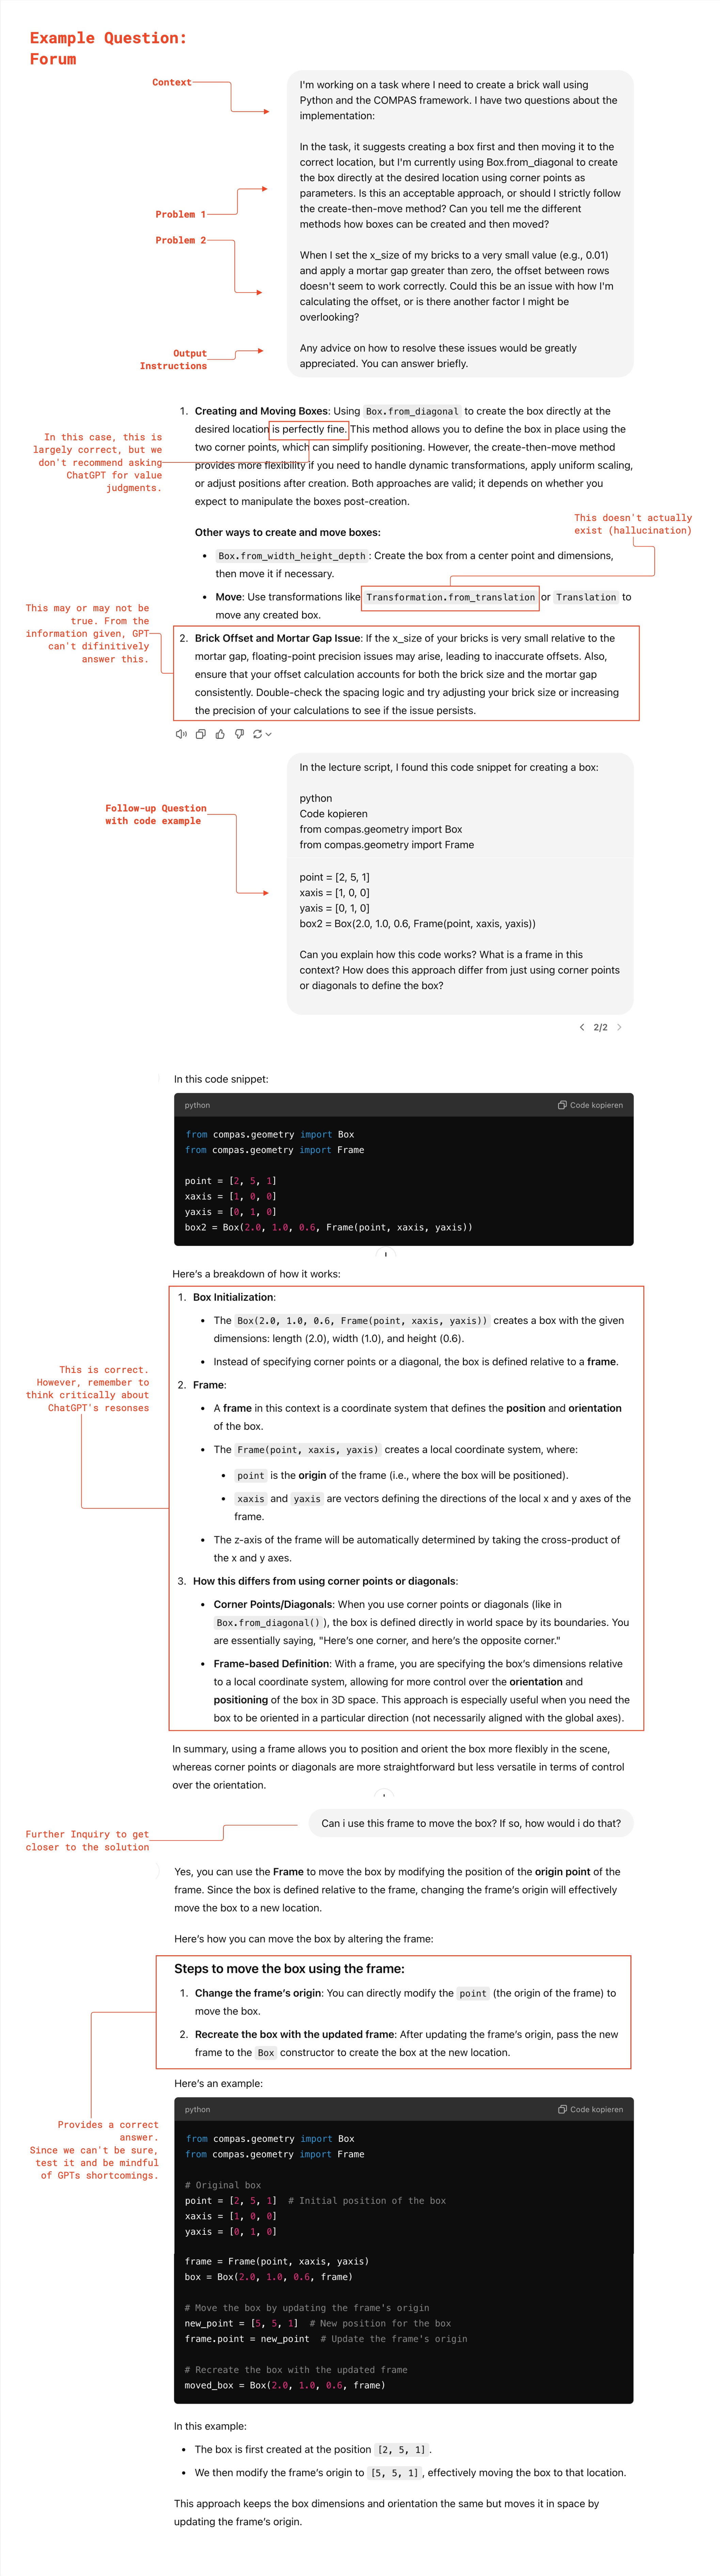 Example Question:
Forum
Context
I'm working on a task where I need to create a brick wall using
Python and the COMPAS framework. I have two questions about the
implementation:
In the task, it suggests creating a box first and then moving it to the
correct location, but I'm currently using Box.from_diagonal to create
the box directly at the desired location using corner points as
parameters. Is this an acceptable approach, or should I strictly follow
the create-then-move method? Can you tell me the different
methods how boxes can be created and then moved?
Problem 1
Problem 2
When I set the x_size of my bricks to a very small value (e.g., 0.01)
and apply a mortar gap greater than zero, the offset between rows
doesn't seem to work correctly. Could this be an issue with how I'm
calculating the offset, or is there another factor I might be
overlooking?
Output
Instructions
Any advice on how to resolve these issues would be greatly
appreciated. You can answer briefly.
1. Creating and Moving Boxes: Using Box.from_diagonal to create the box directly at the
desired location is perfectly fine. This method allows you to define the box in place using the
two corner points, which can simplify positioning. However, the create-then-move method
provides more flexibility if you need to handle dynamic transformations, apply uniform scaling,
or adjust positions after creation. Both approaches are valid; it depends on whether you
expect to manipulate the boxes post-creation.
In this case, this is
largely correct, but we
don't recommend asking
ChatGPT for value
judgments.
Other ways to create and move boxes:
This doesn't actually
exist (hallucination)
• Box.from_width_height_depth: Create the box from a center point and dimensions,
then move it if necessary.
• Move: Use transformations like Transformation.from_translation or Translation to
move any created box.
This may or may not be
true. From the
information given, GPT
can't difinitively
answer this.
2. Brick Offset and Mortar Gap Issue: If the x_size of your bricks is very small relative to the
mortar gap, floating-point precision issues may arise, leading to inaccurate offsets. Also,
ensure that your offset calculation accounts for both the brick size and the mortar gap
consistently. Double-check the spacing logic and try adjusting your brick size or increasing
the precision of your calculations to see if the issue persists.
Follow-up Question
with code example
In the lecture script, I found this code snippet for creating a box:
python
Code kopieren
from compas.geometry import Box
from compas.geometry import Frame
point = [2, 5, 1]
xaxis = [1, 0, 0]
yaxis = [0, 1, 0]
box2 = Box(2.0, 1.0, 0.6, Frame(point, xaxis, yaxis))
Can you explain how this code works? What is a frame in this
context? How does this approach differ from just using corner points
or diagonals to define the box?
< 2/2 >
In this code snippet:
python Code kopieren
from compas.geometry import Box
from compas.geometry import Frame
point = [2, 5, 1]
xaxis = [1, 0, 0]
yaxis = [0, 1, 0]
box2 = Box(2.0, 1.0, 0.6, Frame(point, xaxis, yaxis))
Here's a breakdown of how it works:
1. Box Initialization:
• The Box(2.0, 1.0, 0.6, Frame(point, xaxis, yaxis)) creates a box with the given
dimensions: length (2.0), width (1.0), and height (0.6).
• Instead of specifying corner points or a diagonal, the box is defined relative to a frame.
This is correct.
However, remember to
think critically about
ChatGPT's resonses
2. Frame:
• A frame in this context is a coordinate system that defines the position and orientation
of the box.
• The Frame(point, xaxis, yaxis) creates a local coordinate system, where:
• point is the origin of the frame (i.e., where the box will be positioned).
• xaxis and yaxis are vectors defining the directions of the local x and y axes of the
frame.
• The z-axis of the frame will be automatically determined by taking the cross-product of
the x and y axes.
3. How this differs from using corner points or diagonals:
• Corner Points/Diagonals: When you use corner points or diagonals (like in
Box.from_diagonal() ), the box is defined directly in world space by its boundaries. You
are essentially saying, "Here's one corner, and here's the opposite corner."
• Frame-based Definition: With a frame, you are specifying the box's dimensions relative
to a local coordinate system, allowing for more control over the orientation and
positioning of the box in 3D space. This approach is especially useful when you need the
box to be oriented in a particular direction (not necessarily aligned with the global axes).
In summary, using a frame allows you to position and orient the box more flexibly in the scene,
whereas corner points or diagonals are more straightforward but less versatile in terms of control
over the orientation.
Further Inquiry to get
closer to the solution
Can i use this frame to move the box? If so, how would i do that?
Yes, you can use the Frame to move the box by modifying the position of the origin point of the
frame. Since the box is defined relative to the frame, changing the frame's origin will effectively
move the box to a new location.
Here's how you can move the box by altering the frame:
Steps to move the box using the frame:
1. Change the frame's origin: You can directly modify the point (the origin of the frame) to
move the box.
2. Recreate the box with the updated frame: After updating the frame's origin, pass the new
frame to the Box constructor to create the box at the new location.
Provides a correct
answer.
Since we can't be sure,
test it and be mindful
of GPTs shortcomings.
Here's an example:
python Code kopieren
from compas.geometry import Box
from compas.geometry import Frame
# Original box
point = [2, 5, 1] # Initial position of the box
xaxis = [1, 0, 0]
yaxis = [0, 1, 0]
frame = Frame(point, xaxis, yaxis)
box = Box(2.0, 1.0, 0.6, frame)
# Move the box by updating the frame's origin
new_point = [5, 5, 1] # New position for the box
frame.point = new_point # Update the frame's origin
# Recreate the box with the updated frame
moved_box = Box(2.0, 1.0, 0.6, frame)
In this example:
• The box is first created at the position [2, 5, 1].
• We then modify the frame's origin to [5, 5, 1], effectively moving the box to that location.
This approach keeps the box dimensions and orientation the same but moves it in space by
updating the frame's origin.